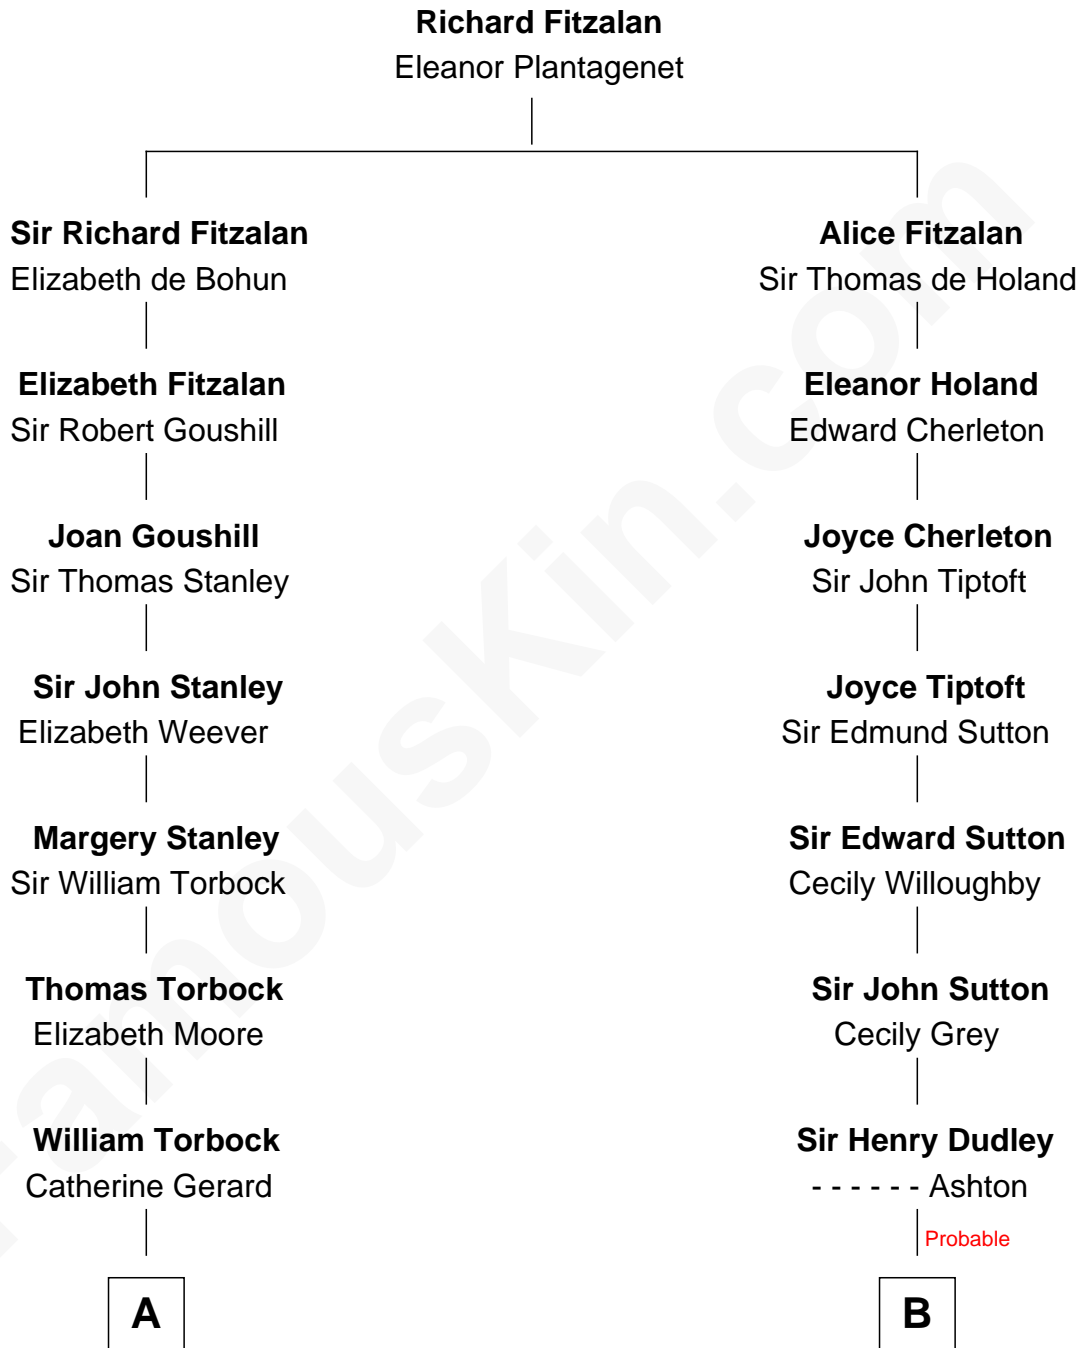 Richard Fitzalan
Eleanor Plantagenet
Sir Richard Fitzalan
Elizabeth de Bohun
Alice Fitzalan
Sir Thomas de Holand
Elizabeth Fitzalan
Sir Robert Goushill
Eleanor Holand
Edward Cherleton
Joan Goushill
Sir Thomas Stanley
Joyce Cherleton
Sir John Tiptoft
Sir John Stanley
Elizabeth Weever
Joyce Tiptoft
Sir Edmund Sutton
Margery Stanley
Sir William Torbock
Sir Edward Sutton
Cecily Willoughby
Thomas Torbock
Elizabeth Moore
Sir John Sutton
Cecily Grey
William Torbock
Catherine Gerard
Sir Henry Dudley
- - - - - - Ashton
Probable
A
B
FamousKin.com